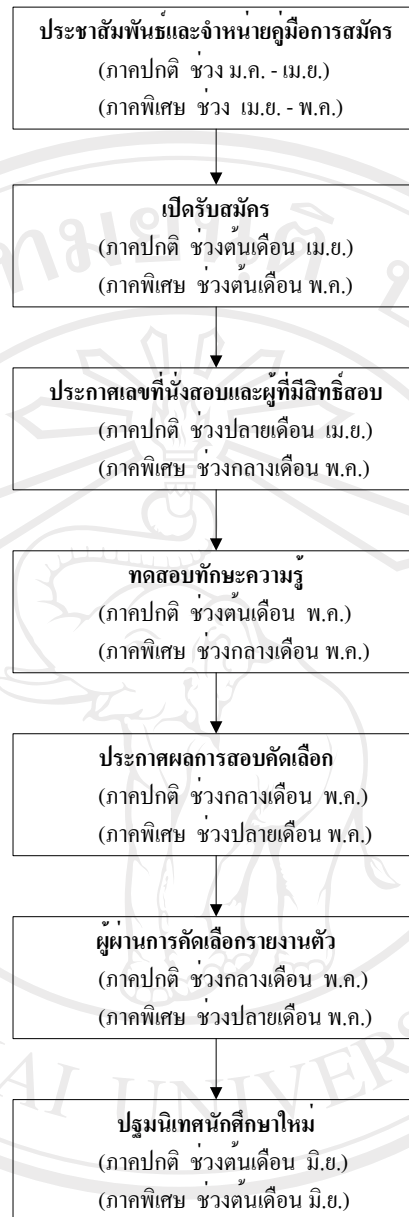 ประชาสัมพันธ์และจำหน่ายคู่มือการสมัคร
(ภาคปกติ ช่วง ม.ค. - เม.ย.)
(ภาคพิเศษ ช่วง เม.ย. - พ.ค.)
เปิดรับสมัคร
(ภาคปกติ ช่วงต้นเดือน เม.ย.)
(ภาคพิเศษ ช่วงต้นเดือน พ.ค.)
ประกาศเลขที่นั่งสอบและผู้ที่มีสิทธิ์สอบ
(ภาคปกติ ช่วงปลายเดือน เม.ย.)
(ภาคพิเศษ ช่วงกลางเดือน พ.ค.)
ทดสอบทักษะความรู้
(ภาคปกติ ช่วงต้นเดือน พ.ค.)
(ภาคพิเศษ ช่วงกลางเดือน พ.ค.)
ประกาศผลการสอบคัดเลือก
(ภาคปกติ ช่วงกลางเดือน พ.ค.)
(ภาคพิเศษ ช่วงปลายเดือน พ.ค.)
ผู้ผ่านการคัดเลือกรายงานตัว
(ภาคปกติ ช่วงกลางเดือน พ.ค.)
(ภาคพิเศษ ช่วงปลายเดือน พ.ค.)
ปฐมนิเทศนักศึกษาใหม่
(ภาคปกติ ช่วงต้นเดือน มิ.ย.)
(ภาคพิเศษ ช่วงต้นเดือน มิ.ย.)